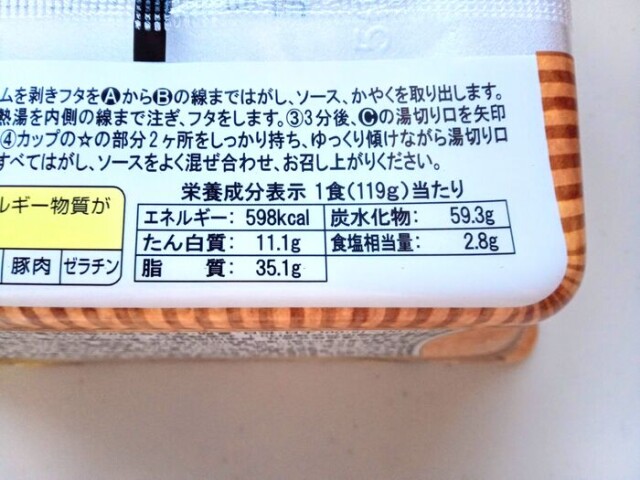 ムを剥きフタをⒶからⒷの線まではがし、ソース、かやくを取り出します。
熱湯を内側の線まで注ぎ、フタをします。③3分後、Ⓒの湯切り口を矢印
④カップの☆の部分2ヶ所をしっかり持ち、ゆっくり傾けながら湯切り口
すべてはがし、ソースをよく混ぜ合わせ、お召し上がりください。
ルギー物質が
豚肉 ゼラチン
栄養成分表示 1食(119g)当たり
エネルギー: 598kcal 炭水化物: 59.3g
たん白質: 11.1g 食塩相当量: 2.8g
脂 質: 35.1g